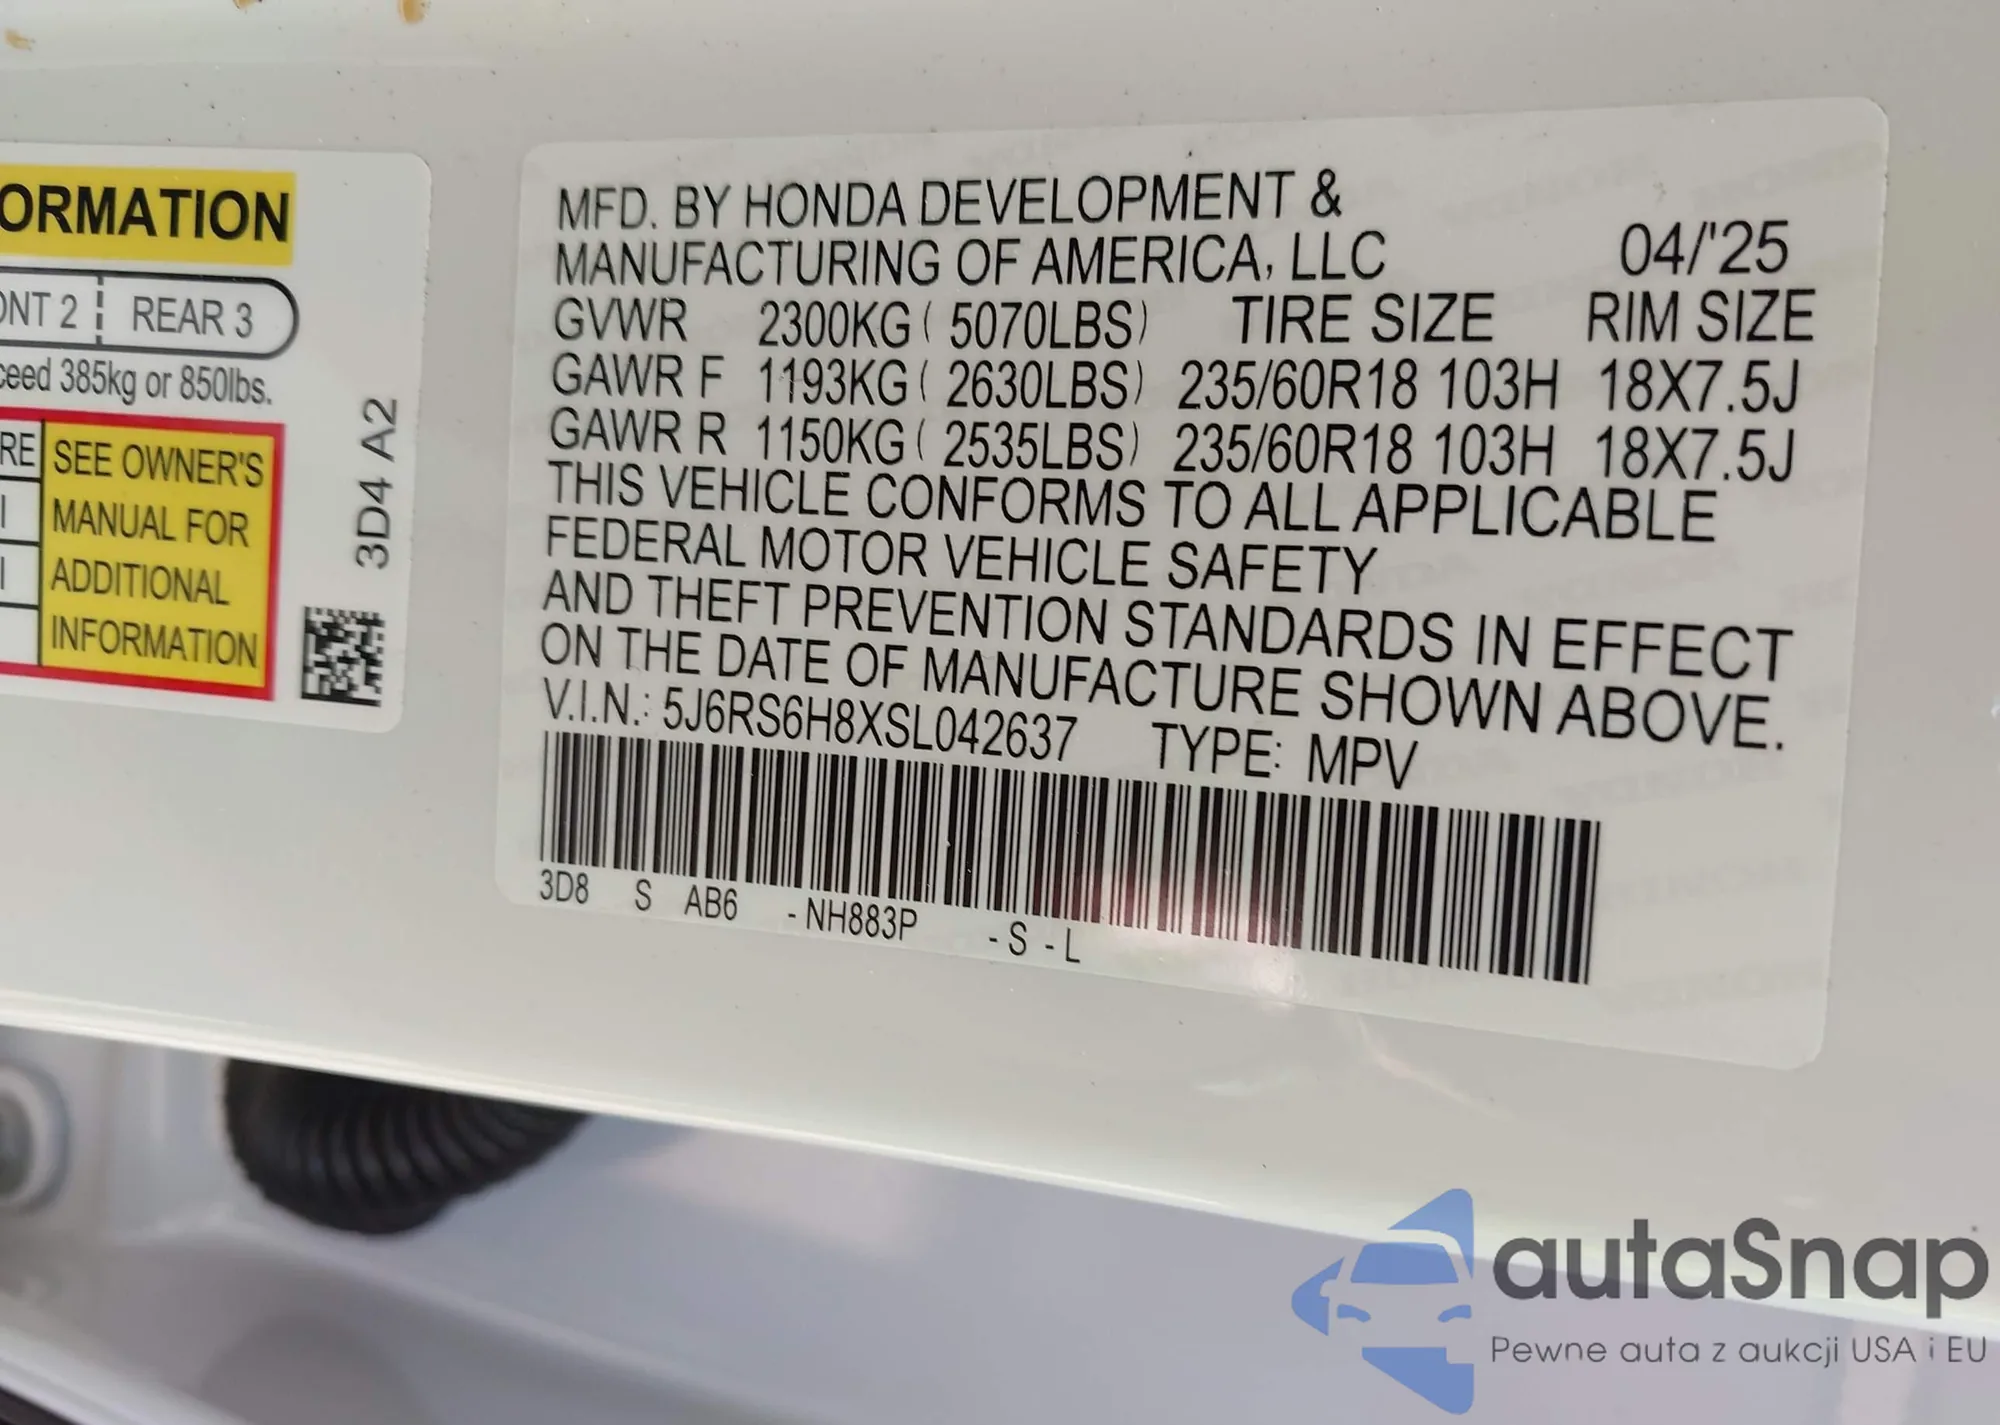 ORMATION
ONT 2 REAR 3
ceed 385kg or 850lbs.
RE
SEE OWNER'S
MANUAL FOR
ADDITIONAL
INFORMATION
3D4 A2
MFD. BY HONDA DEVELOPMENT &
MANUFACTURING OF AMERICA, LLC 04/'25
GVWR 2300KG ( 5070LBS) TIRE SIZE RIM SIZE
GAWR F 1193KG ( 2630LBS) 235/60R18 103H 18X7.5J
GAWR R 1150KG ( 2535LBS) 235/60R18 103H 18X7.5J
THIS VEHICLE CONFORMS TO ALL APPLICABLE
FEDERAL MOTOR VEHICLE SAFETY
AND THEFT PREVENTION STANDARDS IN EFFECT
ON THE DATE OF MANUFACTURE SHOWN ABOVE.
V.I.N.: 5J6RS6H8XSL042637 TYPE: MPV
3D8 S AB6 -NH883P -S -L
autaSnap
Pewne auta z aukcji USA i EU